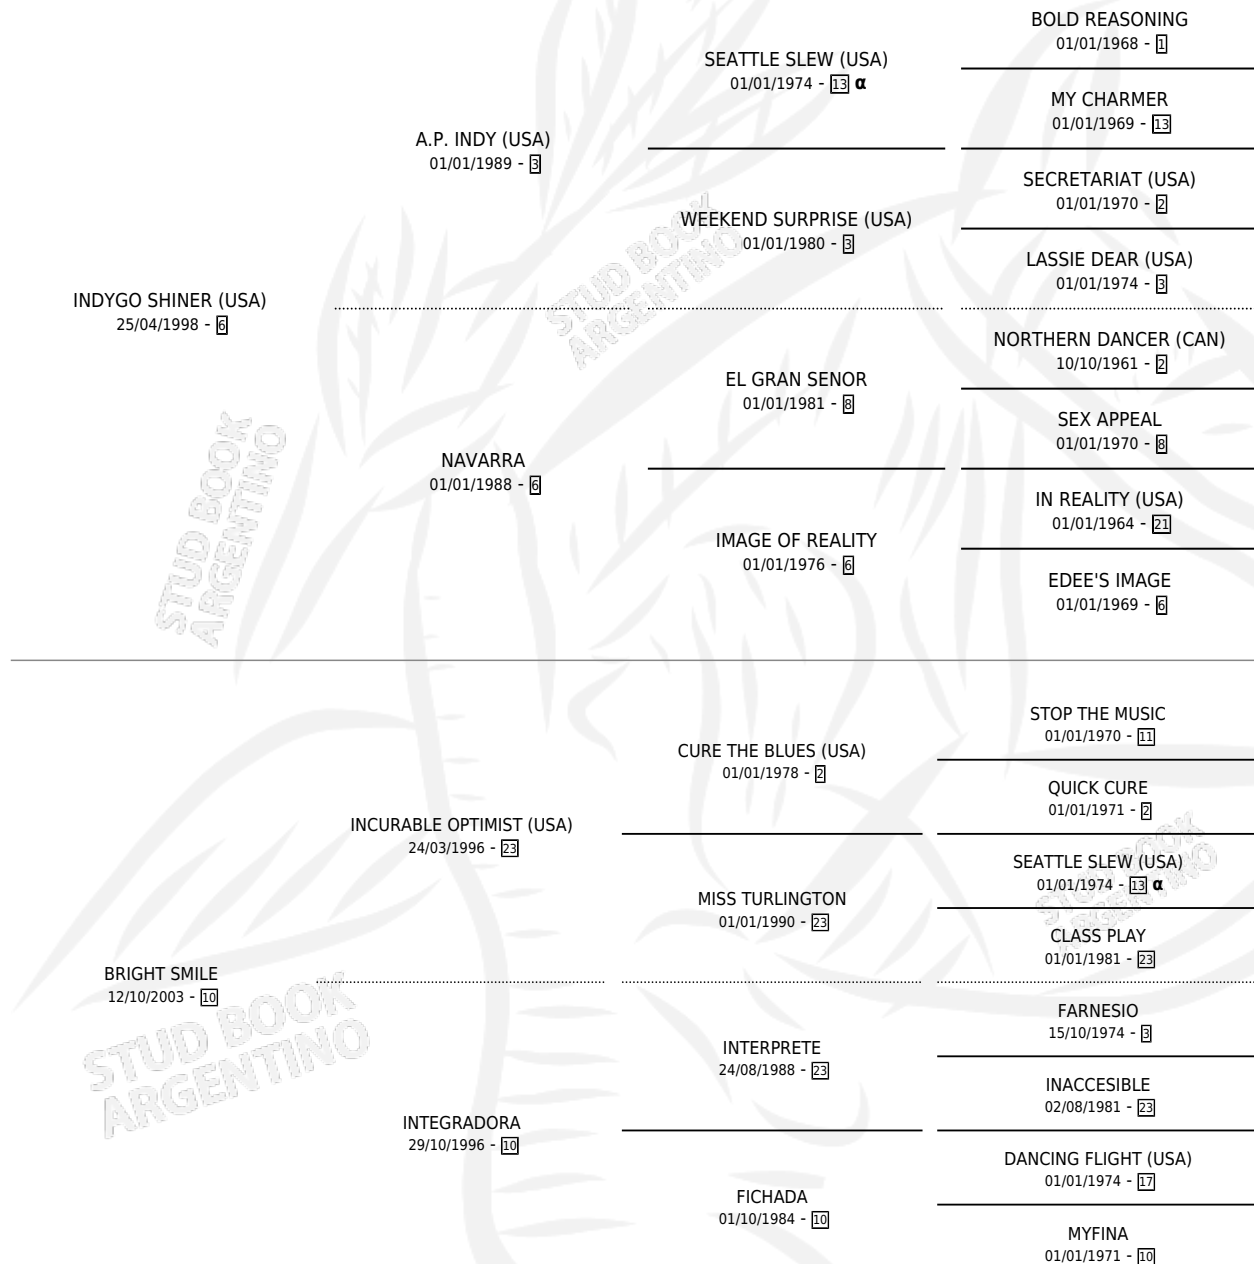 BOLD REASONING
01/01/1968 - 1
SEATTLE SLEW (USA)
01/01/1974 - 13 α
MY CHARMER
01/01/1969 - 13
A.P. INDY (USA)
01/01/1989 - 3
SECRETARIAT (USA)
01/01/1970 - 2
WEEKEND SURPRISE (USA)
01/01/1980 - 3
LASSIE DEAR (USA)
01/01/1974 - 3
INDYGO SHINER (USA)
25/04/1998 - 6
NORTHERN DANCER (CAN)
10/10/1961 - 2
EL GRAN SENOR
01/01/1981 - 8
SEX APPEAL
01/01/1970 - 8
NAVARRA
01/01/1988 - 6
IN REALITY (USA)
01/01/1964 - 21
IMAGE OF REALITY
01/01/1976 - 6
EDEE'S IMAGE
01/01/1969 - 6
STOP THE MUSIC
01/01/1970 - 11
CURE THE BLUES (USA)
01/01/1978 - 2
QUICK CURE
01/01/1971 - 2
INCURABLE OPTIMIST (USA)
24/03/1996 - 23
SEATTLE SLEW (USA)
01/01/1974 - 13 α
MISS TURLINGTON
01/01/1990 - 23
CLASS PLAY
01/01/1981 - 23
BRIGHT SMILE
12/10/2003 - 10
FARNESIO
15/10/1974 - 3
INTERPRETE
24/08/1988 - 23
INACCESIBLE
02/08/1981 - 23
INTEGRADORA
29/10/1996 - 10
DANCING FLIGHT (USA)
01/01/1974 - 17
FICHADA
01/10/1984 - 10
MYFINA
01/01/1971 - 10
STUD BOOK
ARGENTINO
STUD BOOK
ARGENTINO
STUD BOOK
ARGENTINO
STUD BOOK
ARGENTINO